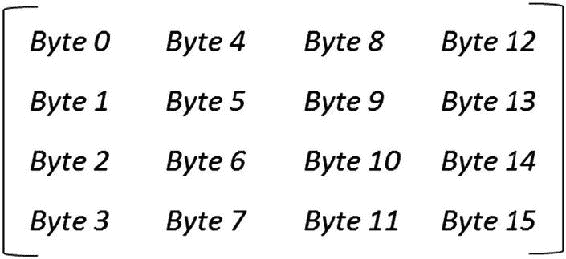 Byte 0 Byte 4 Byte 8 Byte 12
Byte 1 Byte 5 Byte 9 Byte 13
Byte 2 Byte 6 Byte 10 Byte 14
Byte 3 Byte 7 Byte 11 Byte 15